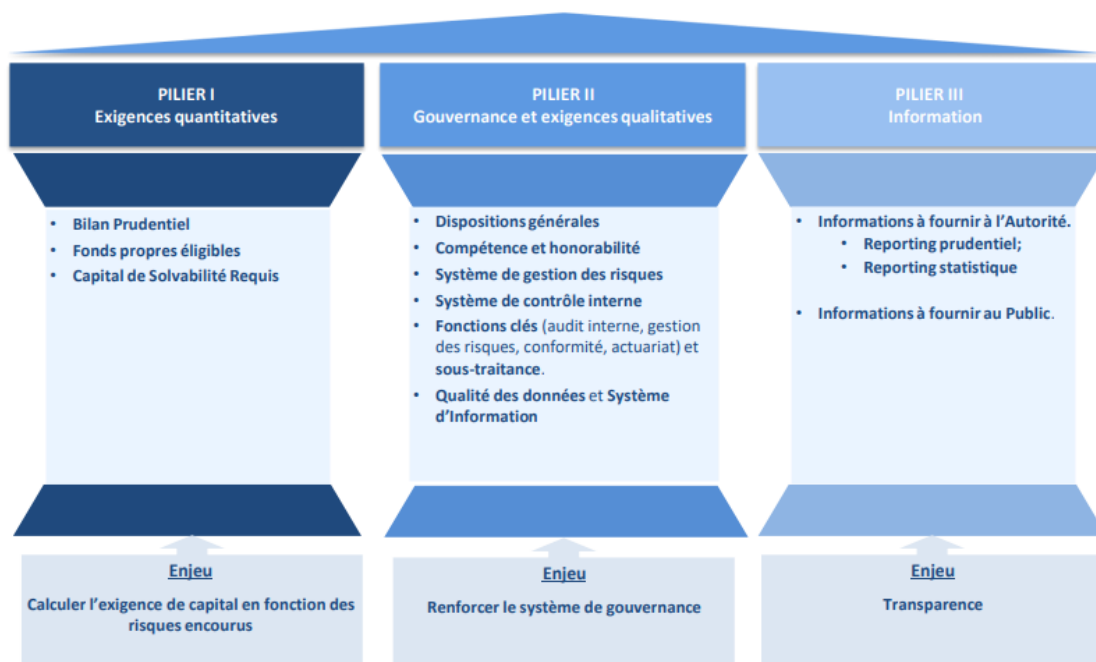 PILIER I
Exigences quantitatives
PILIER II
Gouvernance et exigences qualitatives
PILIER III
Information
• Bilan Prudentiel
• Fonds propres éligibles
• Capital de Solvabilité Requis
• Dispositions générales
• Compétence et honorabilité
• Système de gestion des risques
• Système de contrôle interne
• Fonctions clés (audit interne, gestion
des risques, conformité, actuariat) et
sous-traitance.
• Qualité des données et Système
d’Information
• Informations à fournir à l’Autorité.
• Reporting prudentiel;
• Reporting statistique
• Informations à fournir au Public.
Enjeu
Calculer l’exigence de capital en fonction des
risques encourus
Enjeu
Renforcer le système de gouvernance
Enjeu
Transparence